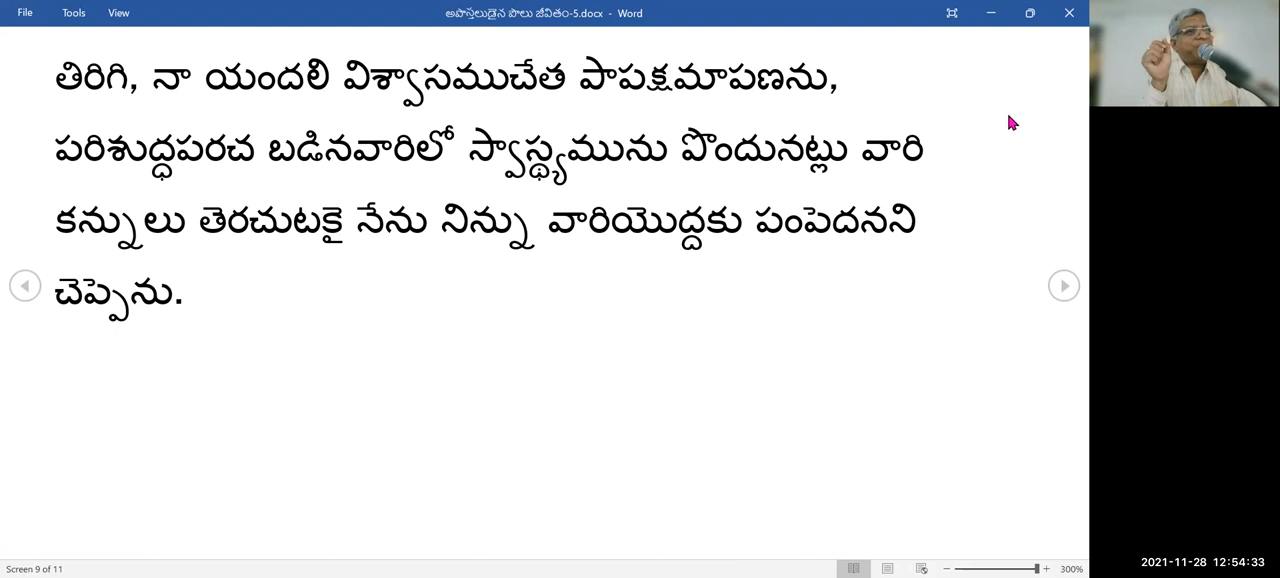 File Tools View అపొస్తలుడైన పౌలు జీవితం-5.docx - Word
తిరిగి, నా యందలి విశ్వాసముచేత పాపక్షమాపణను,
పరిశుద్ధపరచ బడినవారిలో స్వాస్థ్యమును పొందునట్లు వారి
కన్నులు తెరచుటకై నేను నిన్ను వారియొద్దకు పంపెదనని
చెప్పెను.
Screen 9 of 11 300%
2021-11-28 12:54:33